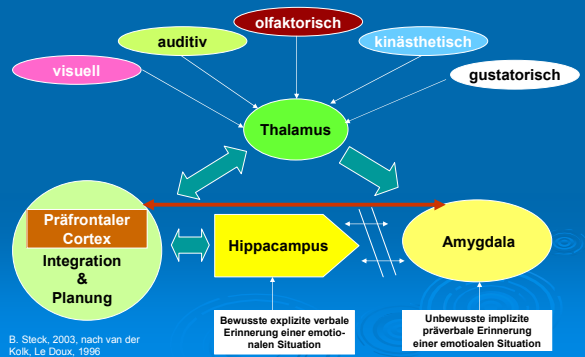 olfaktorisch
auditiv
kinästhetisch
visuell
gustatorisch
Thalamus
Präfrontaler
Cortex
Integration
&
Planung
Hippacampus
Amygdala
Bewusste explizite verbale
Erinnerung einer emotio-
nalen Situation
Unbewusste implizite
präverbale Erinnerung
einer emotioalen Situation
B. Steck, 2003, nach van der
Kolk, Le Doux, 1996